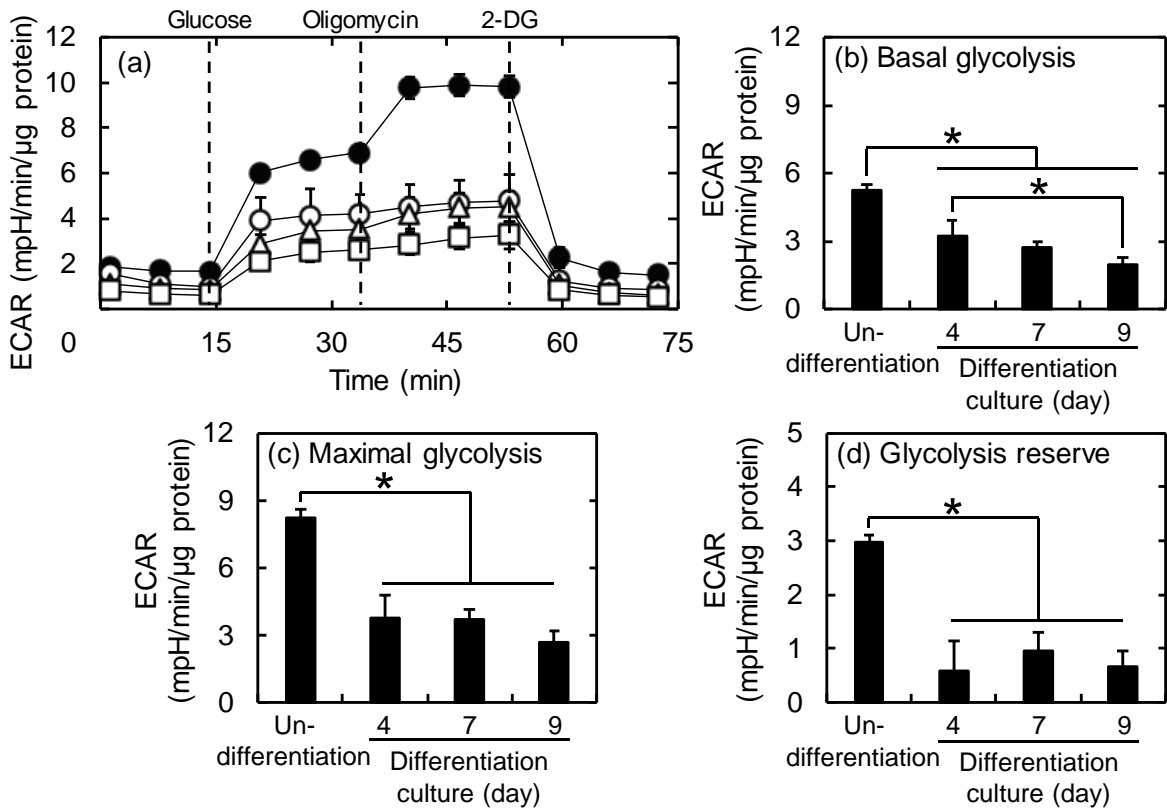 Glucose Oligomycin 2-DG
(a)
ECAR (mpH/min/µg protein)
12
10
8
6
4
2
0 15 30 45 60 75
Time (min)
(b) Basal glycolysis
ECAR
(mpH/min/µg protein)
9
6
3
0
*
*
Un-
differentiation
4 7 9
Differentiation
culture (day)
(c) Maximal glycolysis
ECAR
(mpH/min/µg protein)
12
9
6
3
0
*
Un-
differentiation
4 7 9
Differentiation
culture (day)
(d) Glycolysis reserve
ECAR
(mpH/min/µg protein)
5
4
3
2
1
0
*
Un-
differentiation
4 7 9
Differentiation
culture (day)